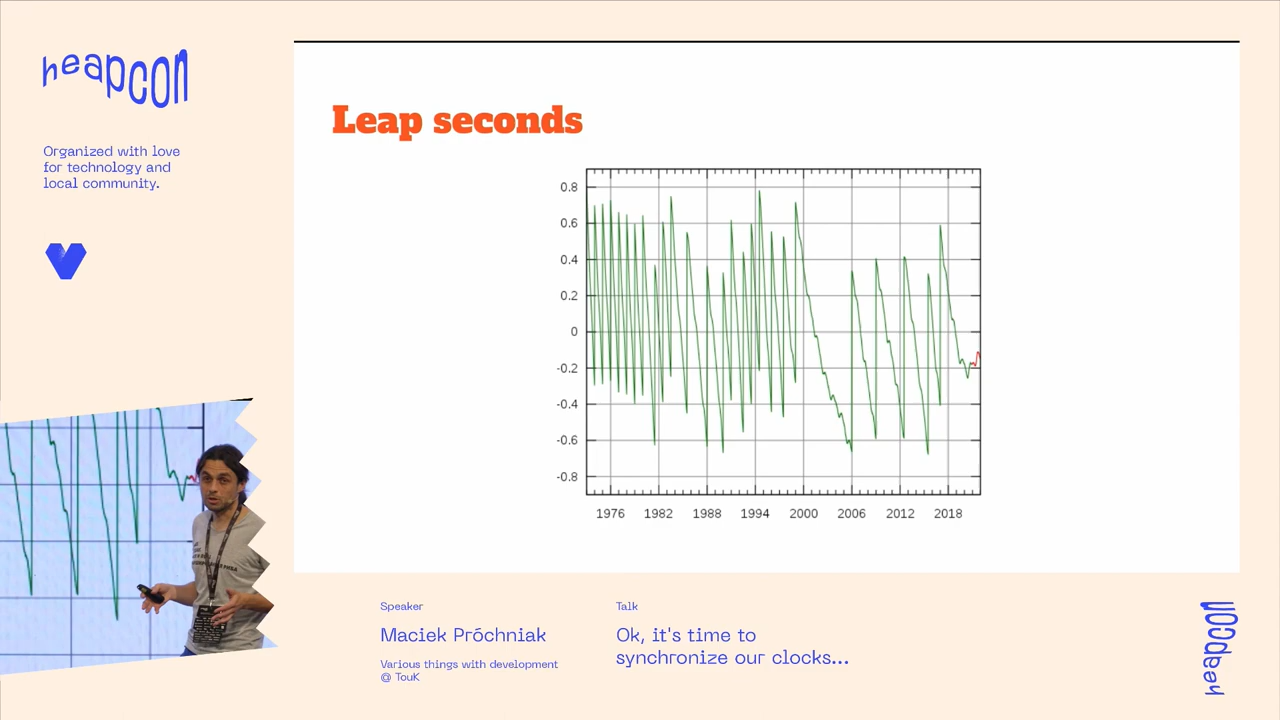 heapcon
Organized with love
for technology and
local community.
Leap seconds
0.8
0.6
0.4
0.2
0
-0.2
-0.4
-0.6
-0.8
1976 1982 1988 1994 2000 2006 2012 2018
Speaker
Maciek Próchniak
Various things with development
@ TouK
Talk
Ok, it's time to
synchronize our clocks...
heapcon